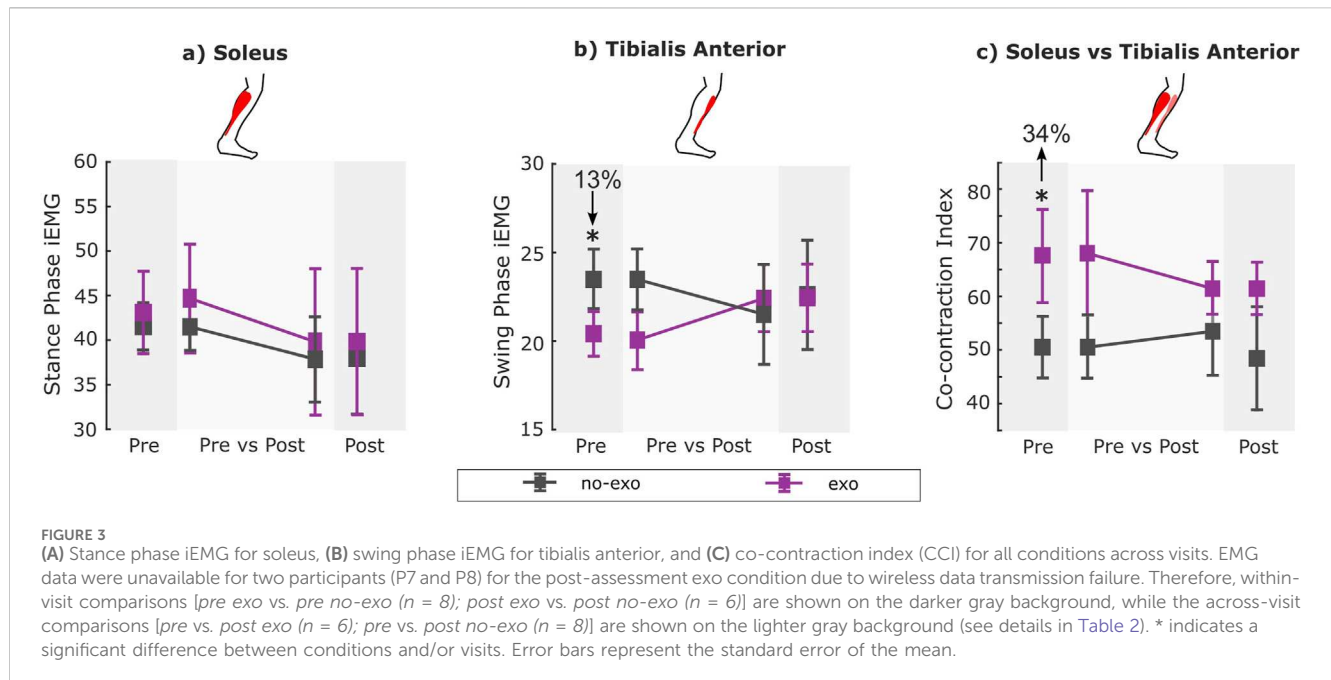 a) Soleus
b) Tibialis Anterior
c) Soleus vs Tibialis Anterior
Stance Phase iEMG
60
55
50
45
40
35
30
Pre
Pre vs Post
Post
Swing Phase iEMG
30
25
20
15
13%
*
Pre
Pre vs Post
Post
Co-contraction Index
80
70
60
50
40
34%
*
Pre
Pre vs Post
Post
no-exo
exo
FIGURE 3
(A) Stance phase iEMG for soleus, (B) swing phase iEMG for tibialis anterior, and (C) co-contraction index (CCI) for all conditions across visits. EMG
data were unavailable for two participants (P7 and P8) for the post-assessment exo condition due to wireless data transmission failure. Therefore, within-
visit comparisons [pre exo vs. pre no-exo (n = 8); post exo vs. post no-exo (n = 6)] are shown on the darker gray background, while the across-visit
comparisons [pre vs. post exo (n = 6); pre vs. post no-exo (n = 8)] are shown on the lighter gray background (see details in Table 2). * indicates a
significant difference between conditions and/or visits. Error bars represent the standard error of the mean.